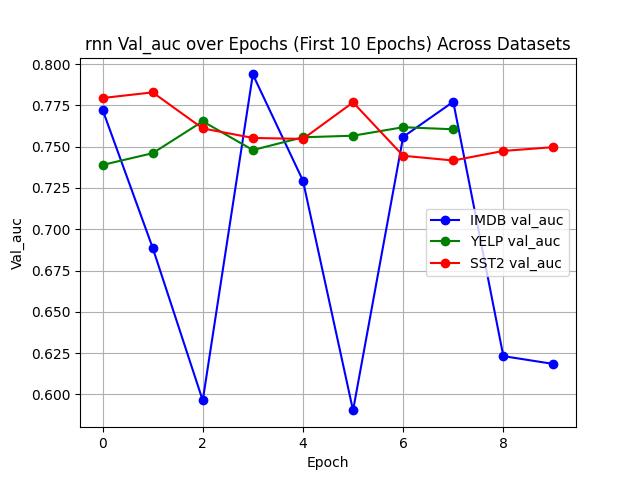 rnn Val_auc over Epochs (First 10 Epochs) Across Datasets
0.800
0.775
0.750
0.725
0.700
0.675
0.650
0.625
0.600
Val_auc
IMDB val_auc
YELP val_auc
SST2 val_auc
0 2 4 6 8
Epoch